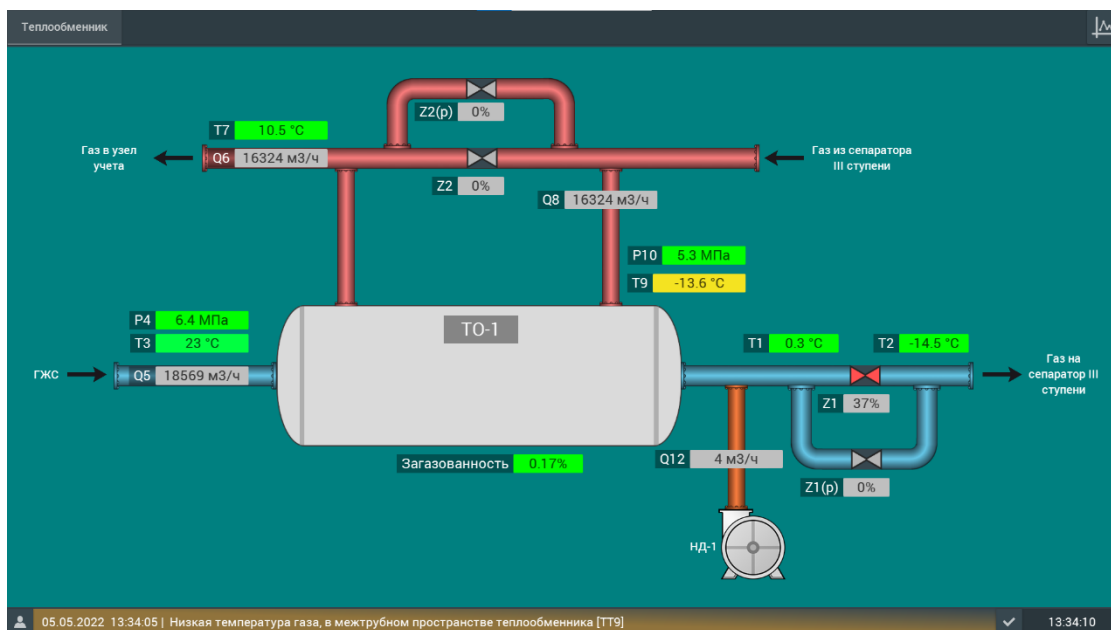 Теплообменник
Z2(р) 0%
T7 10.5 °C
Газ в узел
учета
Q6 16324 м3/ч
Газ из сепаратора
III ступени
Z2 0%
Q8 16324 м3/ч
P10 5.3 МПа
T9 -13.6 °C
P4 6.4 МПа
T3 23 °C
ТО-1
T1 0.3 °C
T2 -14.5 °C
ГЖС
Q5 18569 м3/ч
Газ на
сепаратор III
ступени
Z1 37%
Загазованность 0.17%
Q12 4 м3/ч
Z1(р) 0%
НД-1
05.05.2022 13:34:05 | Низкая температура газа, в межтрубном пространстве теплообменника [ТТ9]
13:34:10